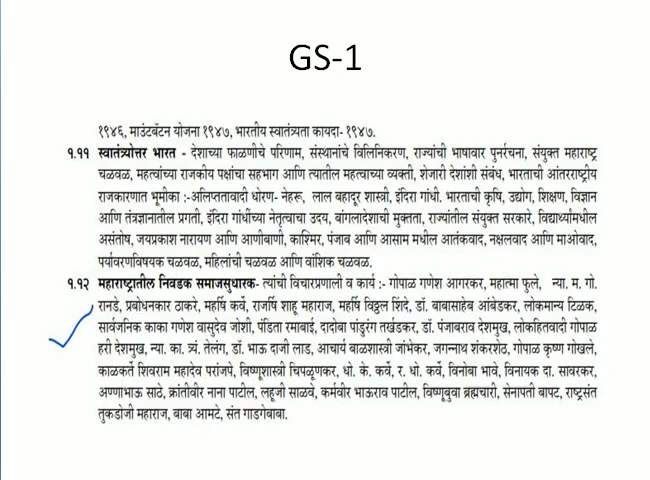 GS-1
१९४६, माउंटबॅटन योजना १९४७, भारतीय स्वातंत्र्यता कायदा- १९४७.
१.११ स्वातंत्र्योत्तर भारत - देशाच्या फाळणीचे परिणाम, संस्थानांचे विलिनिकरण, राज्यांची भाषावार पुनर्रचना, संयुक्त महाराष्ट्र
चळवळ, महत्वांच्या राजकीय पक्षांचा सहभाग आणि त्यातील महत्वाच्या व्यक्ती, शेजारी देशांशी संबंध, भारताची आंतरराष्ट्रीय
राजकारणात भूमीका :-अलिप्ततावादी धोरण- नेहरू, लाल बहादूर शास्त्री, इंदिरा गांधी. भारताची कृषि, उद्योग, शिक्षण, विज्ञान
आणि तंत्रज्ञानातील प्रगती, इंदिरा गांधींच्या नेतृत्वाचा उदय, बांगलादेशाची मुक्तता, राज्यांतील संयुक्त सरकारे, विद्यार्थ्यांमधील
असंतोष, जयप्रकाश नारायण आणि आणीबाणी, काश्मिर, पंजाब आणि आसाम मधील आतंकवाद, नक्षलवाद आणि माओवाद,
पर्यावरणविषयक चळवळ, महिलांची चळवळ आणि वांशिक चळवळ.
१.१२ महाराष्ट्रातील निवडक समाजसुधारक- त्यांची विचारप्रणाली व कार्य :- गोपाळ गणेश आगरकर, महात्मा फुले, न्या. म. गो.
रानडे, प्रबोधनकार ठाकरे, महर्षि कर्वे, राजर्षि शाहू महाराज, महर्षि विठ्ठल शिंदे, डॉ. बाबासाहेब आंबेडकर, लोकमान्य टिळक,
सार्वजनिक काका गणेश वासुदेव जोशी, पंडिता रमाबाई, दादोबा पांडुरंग तर्खडकर, डॉ. पंजाबराव देशमुख, लोकहितवादी गोपाळ
हरी देशमुख, न्या. का. त्र्यं. तेलंग, डॉ. भाऊ दाजी लाड, आचार्य बाळशास्त्री जांभेकर, जगन्नाथ शंकरशेठ, गोपाळ कृष्ण गोखले,
काळकर्ते शिवराम महादेव परांजपे, विष्णूशास्त्री चिपळूणकर, धो. के. कर्वे, र. धो. कर्वे, विनोबा भावे, विनायक दा. सावरकर,
अण्णाभाऊ साठे, क्रांतीवीर नाना पाटील, लहूजी साळवे, कर्मवीर भाऊराव पाटील, विष्णूबुवा ब्रह्मचारी, सेनापती बापट, राष्ट्रसंत
तुकडोजी महाराज, बाबा आमटे, संत गाडगेबाबा.